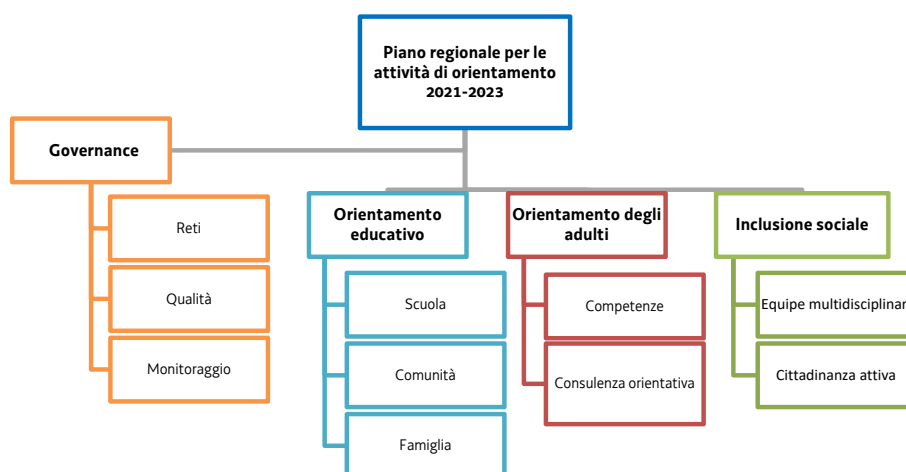 Piano regionale per le
attività di orientamento
2021-2023
Governance
Reti
Qualità
Monitoraggio
Orientamento
educativo
Scuola
Comunità
Famiglia
Orientamento degli
adulti
Competenze
Consulenza orientativa
Inclusione sociale
Equipe multidisciplinar
Cittadinanza attiva